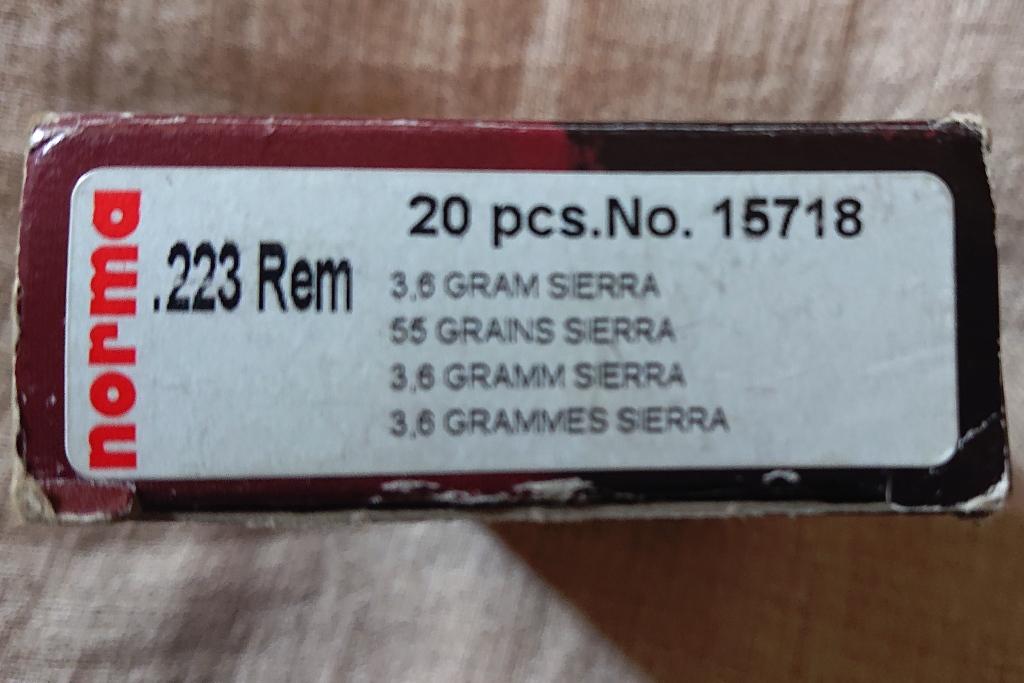 norma
.223 Rem
20 pcs.No. 15718
3,6 GRAM SIERRA
55 GRAINS SIERRA
3,6 GRAMM SIERRA
3,6 GRAMMES SIERRA